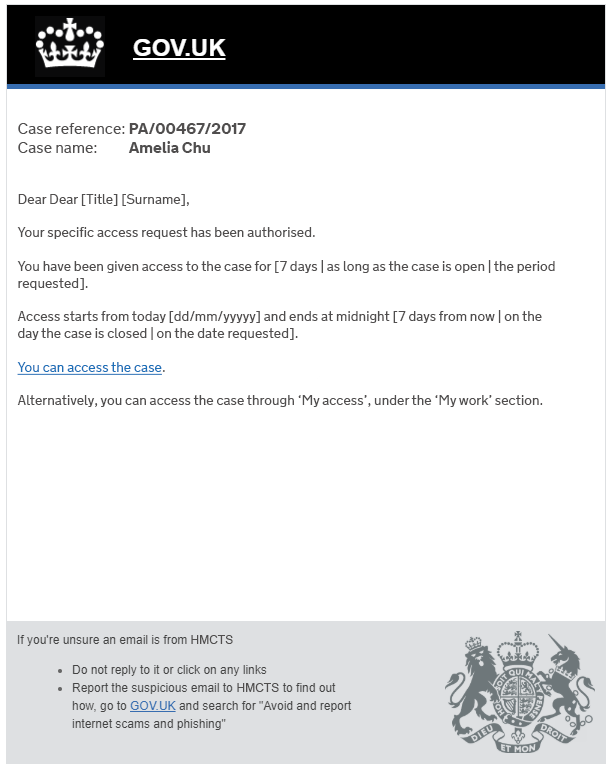 GOV.UK
Case reference: PA/00467/2017
Case name: Amelia Chu
Dear Dear [Title] [Surname],
Your specific access request has been authorised.
You have been given access to the case for [7 days | as long as the case is open | the period
requested].
Access starts from today [dd/mm/yyyy] and ends at midnight [7 days from now | on the
day the case is closed | on the date requested].
You can access the case.
Alternatively, you can access the case through ‘My access’, under the ‘My work’ section.
If you're unsure an email is from HMCTS
• Do not reply to it or click on any links
• Report the suspicious email to HMCTS to find out
how, go to GOV.UK and search for "Avoid and report
internet scams and phishing"
DIEU ET MON DROIT